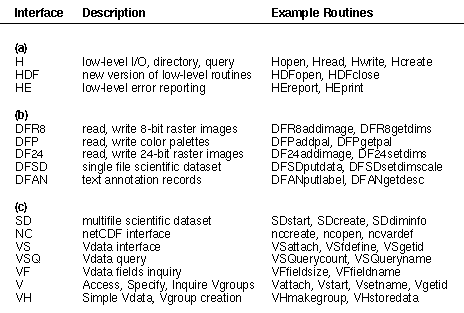 Interface Description Example Routines
(a)
H low-level I/O, directory, query Hopen, Hread, Hwrite, Hcreate
HDF new version of low-level routines HDFopen, HDFclose
HE low-level error reporting HEreport, HEprint
(b)
DFR8 read, write 8-bit raster images DFR8addimage, DFR8getdims
DFP read, write color palettes DFPaddpal, DFPgetpal
DF24 read, write 24-bit raster images DF24addimage, DF24setdims
DFSD single file scientific dataset DFSDputdata, DFSDsetdimscale
DFAN text annotation records DFANputlabel, DFANgetdesc
(c)
SD multifile scientific dataset SDstart, SDcreate, SDdiminfo
NC netCDF interface nccreate, ncopen, ncvardef
VS Vdata interface VSattach, VSfdefine, VSgetid
VSQ Vdata query VSQuerycount, VSQueryname
VF Vdata fields inquiry VFfieldsize, VFfieldname
V Access, Specify, Inquire Vgroups Vattach, Vstart, Vsetname, Vgetid
VH Simple Vdata, Vgroup creation VHmakegroup, VHstoredata